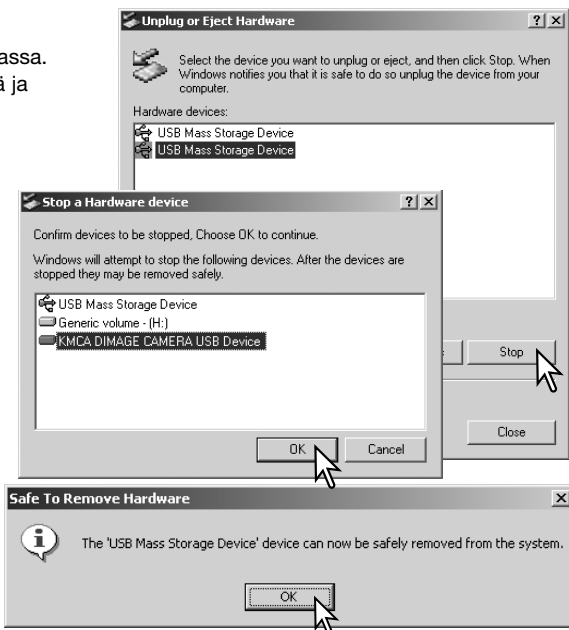 assa.
ä ja
Unplug or Eject Hardware
Select the device you want to unplug or eject, and then click Stop. When
Windows notifies you that it is safe to do so unplug the device from your
computer.
Hardware devices:
USB Mass Storage Device
USB Mass Storage Device
Stop
Close
Stop a Hardware device
Confirm devices to be stopped, Choose OK to continue.
Windows will attempt to stop the following devices. After the devices are
stopped they may be removed safely.
USB Mass Storage Device
Generic volume - (H:)
KMCA DIMAGE CAMERA USB Device
OK
Cancel
Safe To Remove Hardware
The 'USB Mass Storage Device' device can now be safely removed from the system.
OK